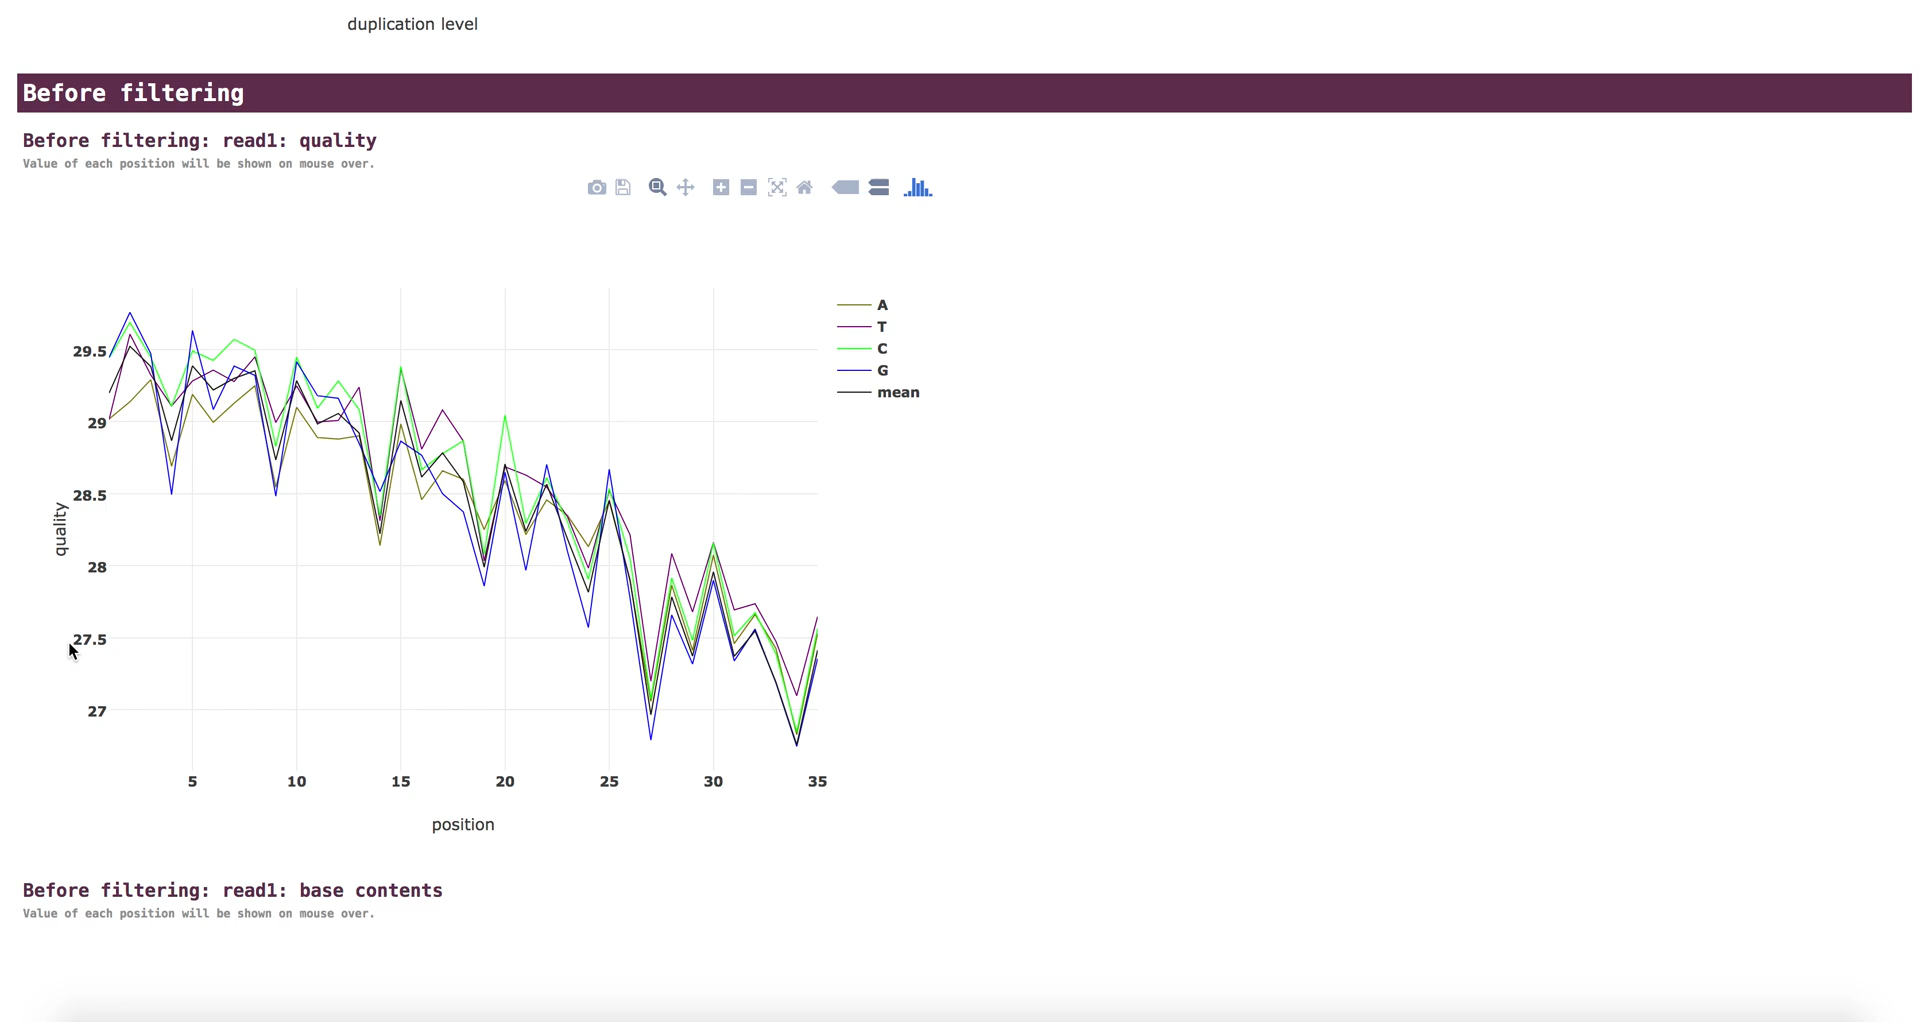 duplication level
Before filtering
Before filtering: read1: quality
Value of each position will be shown on mouse over.
A
T
C
G
mean
29.5
29
28.5
28
27.5
27
quality
5 10 15 20 25 30 35
position
Before filtering: read1: base contents
Value of each position will be shown on mouse over.